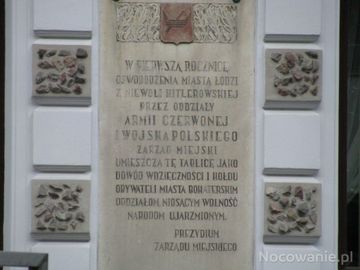 W PIERWSZĄ ROCZNICĘ
OSWOBODZENIA MIASTA ŁODZI
Z NIEWOLI HITLEROWSKIEJ
PRZEZ ODDZIAŁY
ARMII CZERWONEJ
I WOJSKA POLSKIEGO
ZARZĄD MIEJSKI
UMIESZCZA TĘ TABLICĘ JAKO
DOWÓD WDZIĘCZNOŚCI I HOŁDU
OBYWATELI MIASTA BOHATERSKIM
ODDZIAŁOM, NIOSĄCYM WOLNOŚĆ
NARODOM UJARZMIONYM.
PREZYDIUM
ZARZĄDU MIEJSKIEGO
Nocowanie.pl